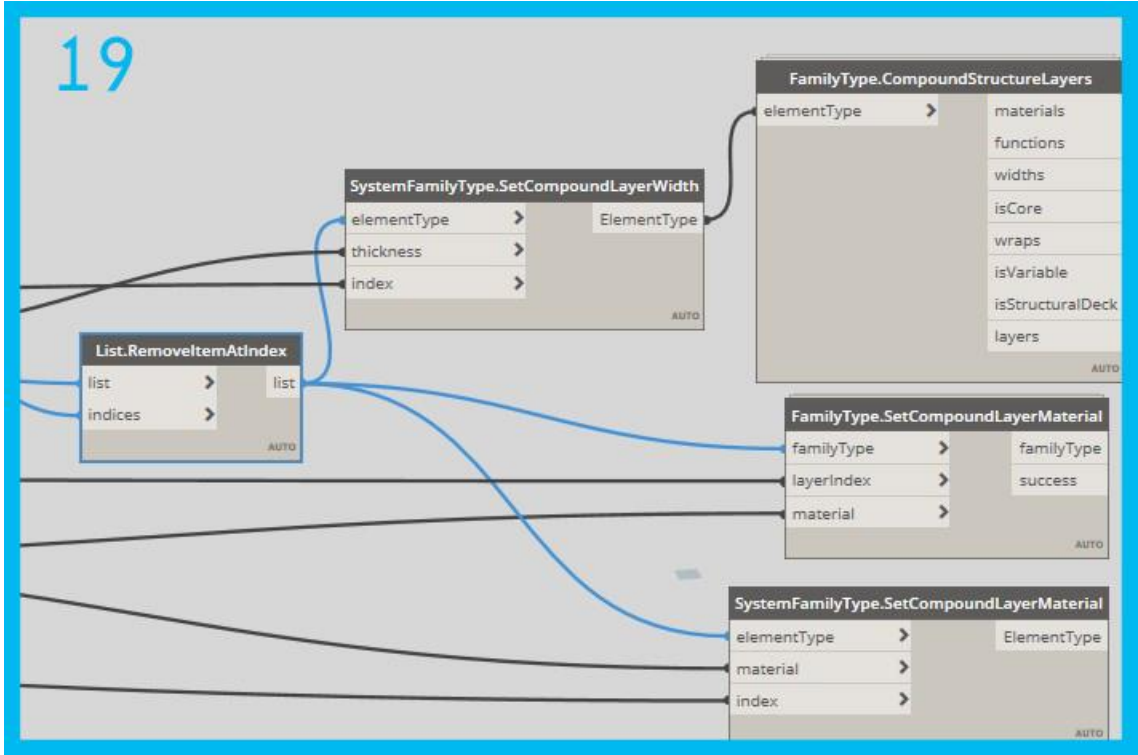 19
FamilyType.CompoundStructureLayers
elementType > materials
functions
widths
isCore
wraps
isVariable
isStructuralDeck
layers
AUTO
SystemFamilyType.SetCompoundLayerWidth
elementType > ElementType
thickness >
index >
AUTO
List.RemoveItemAtIndex
list > list
indices >
AUTO
FamilyType.SetCompoundLayerMaterial
familyType > familyType
layerIndex > success
material >
AUTO
SystemFamilyType.SetCompoundLayerMaterial
elementType > ElementType
material >
index >
AUTO